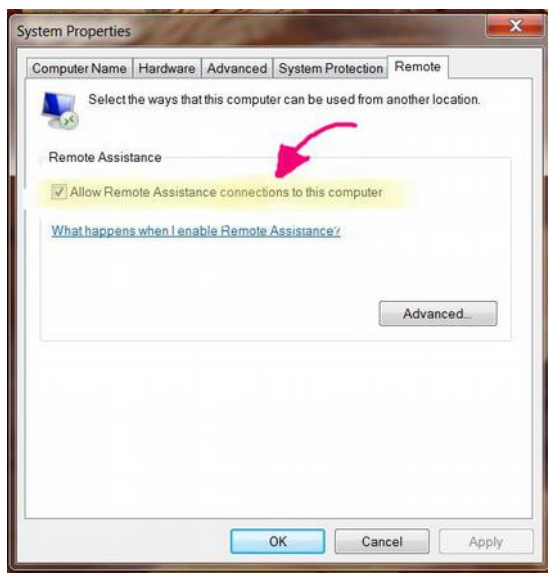 System Properties
Computer Name Hardware Advanced System Protection Remote
Select the ways that this computer can be used from another location.
Remote Assistance
Allow Remote Assistance connections to this computer
What happens when I enable Remote Assistance?
Advanced...
OK Cancel Apply